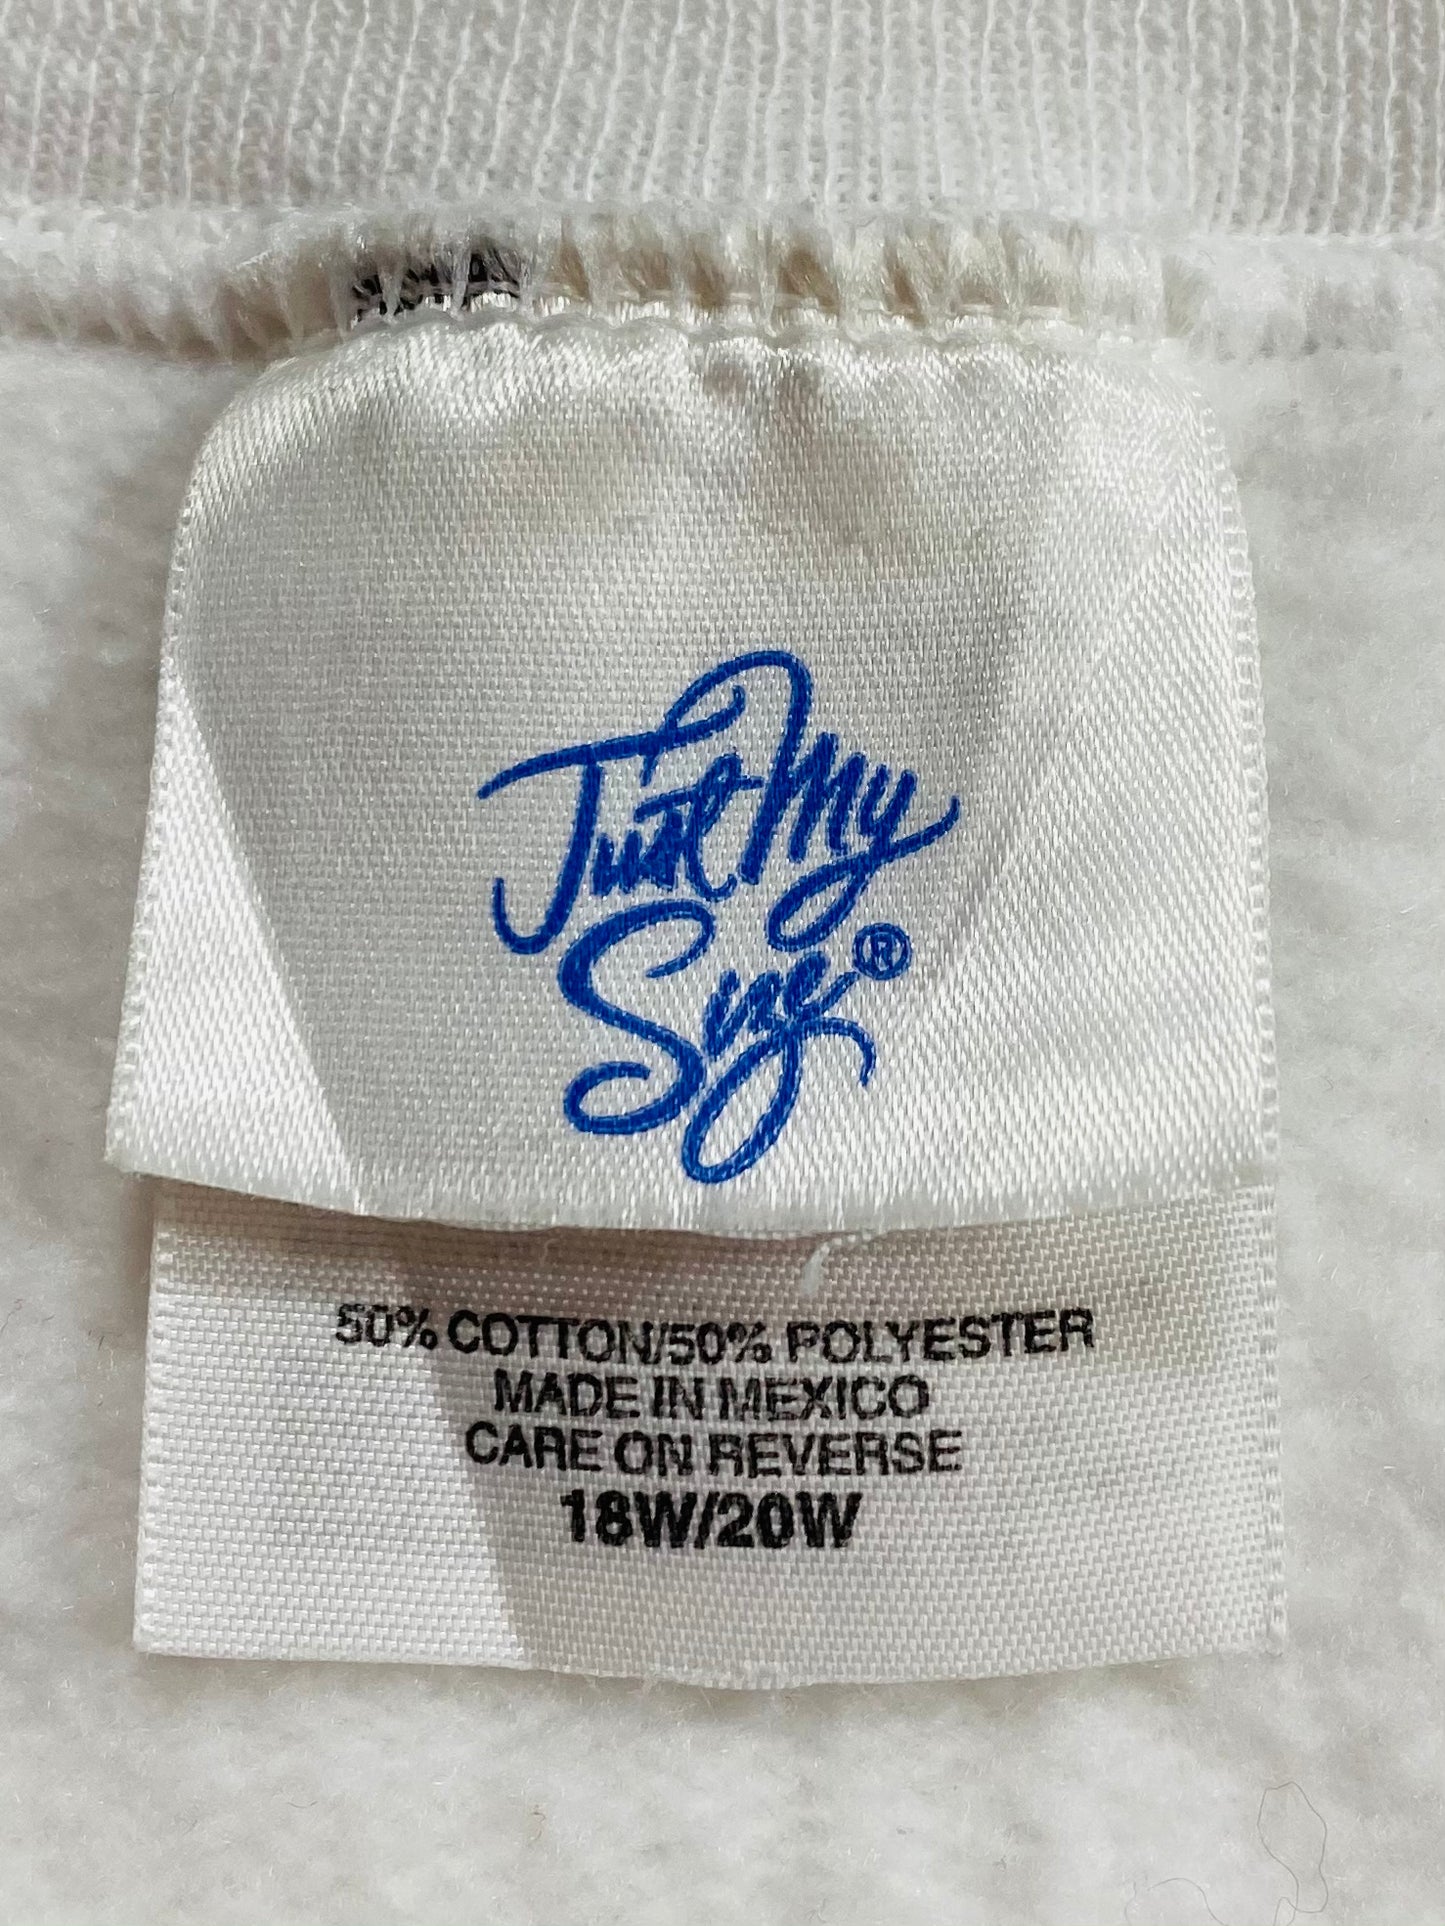 Just My
Size®
50% COTTON/50% POLYESTER
MADE IN MEXICO
CARE ON REVERSE
18W/20W